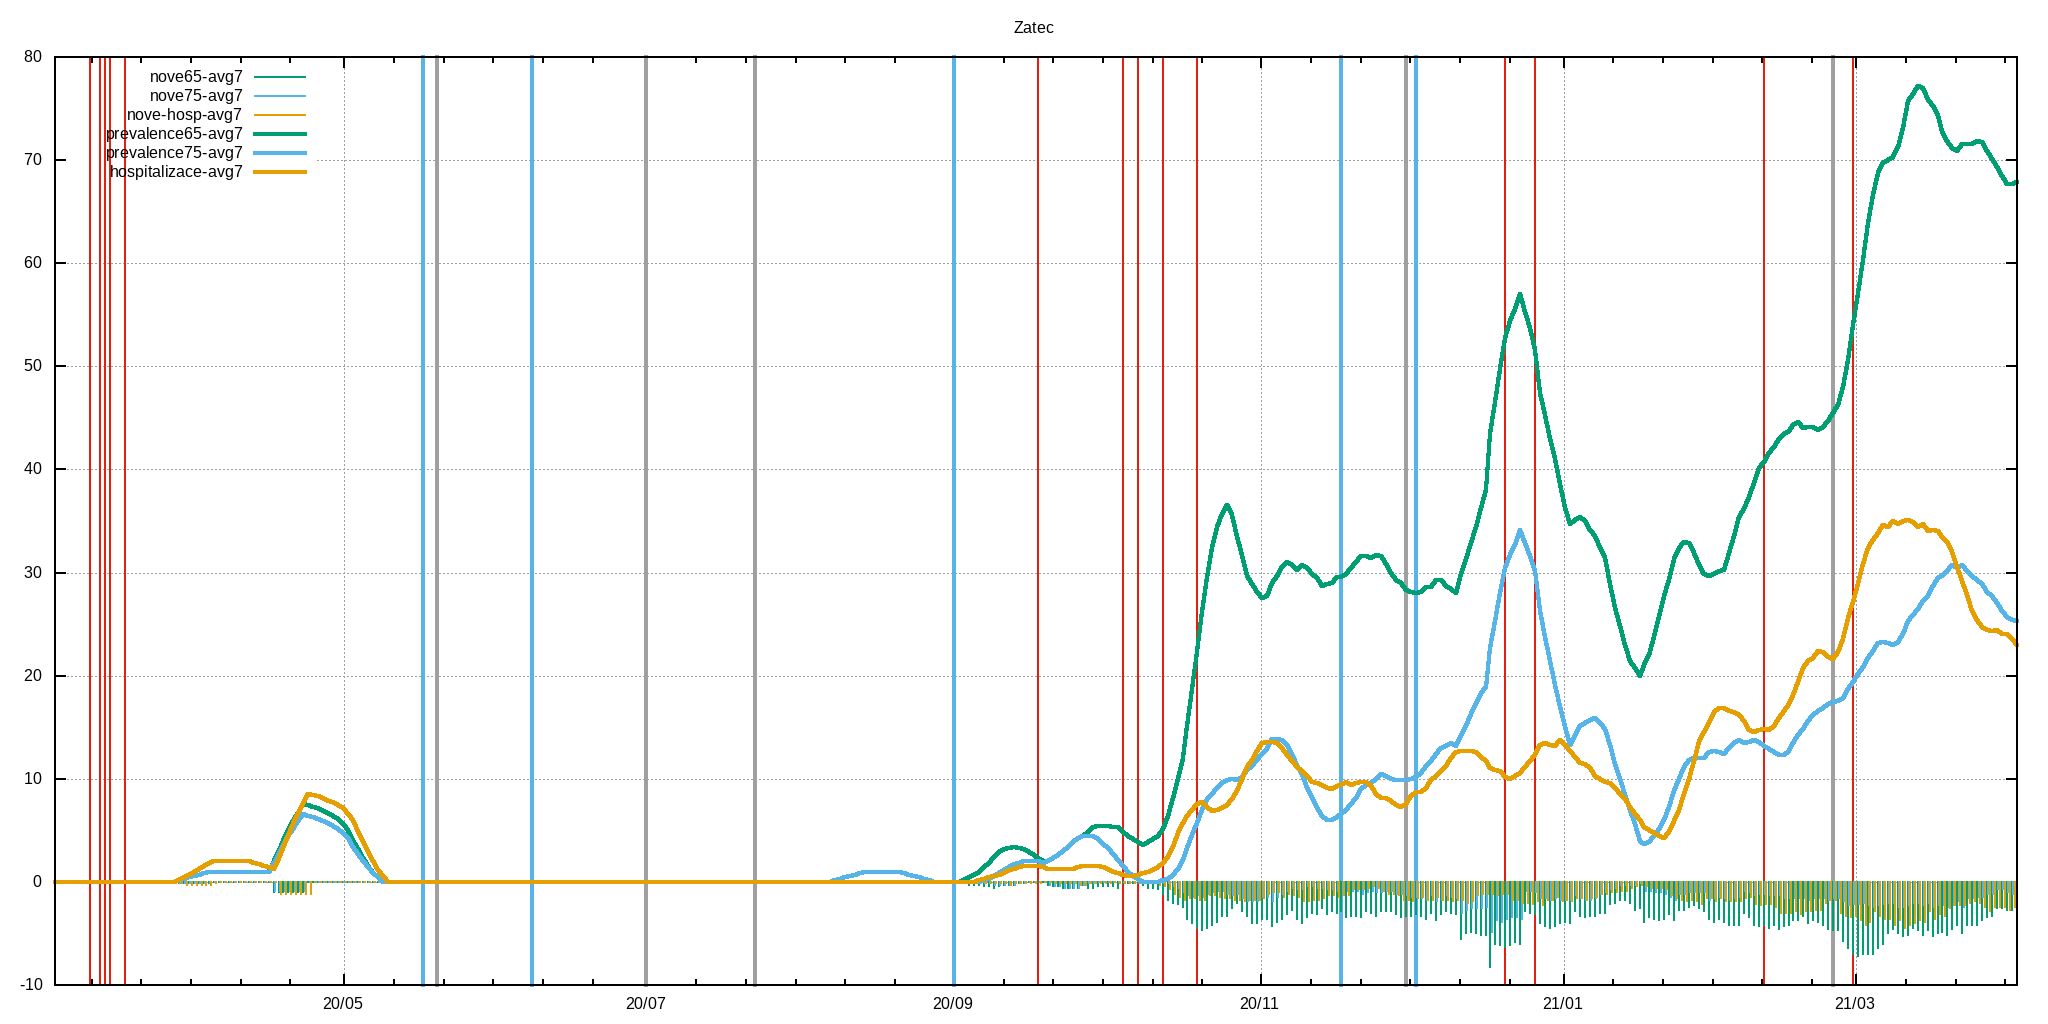 Zatec
80
nove65-avg7
nove75-avg7
nove-hosp-avg7
prevalence65-avg7
prevalence75-avg7
hospitalizace-avg7
70
60
50
40
30
20
10
0
-10
20/05 20/07 20/09 20/11 21/01 21/03